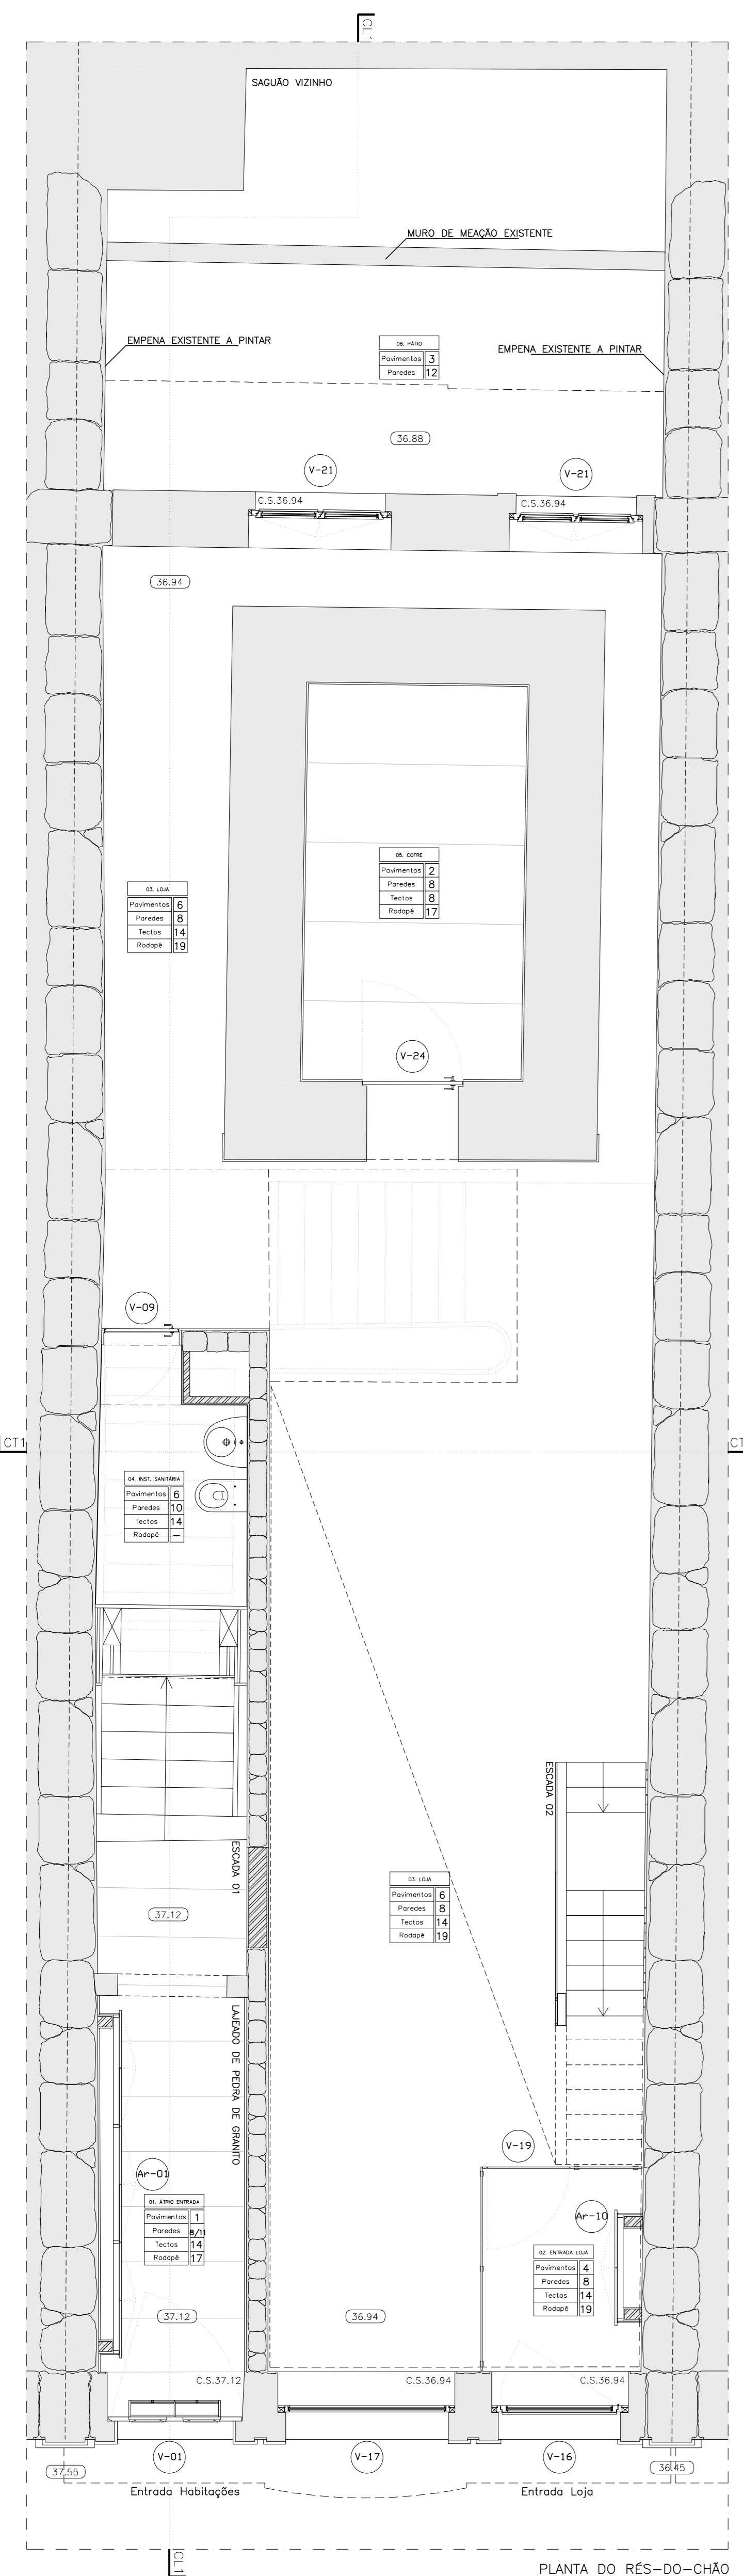 CL1
SAGUÃO VIZINHO
MURO DE MEAÇÃO EXISTENTE
EMPENA EXISTENTE A PINTAR
08. PÁTIO
Pavimentos 3
Paredes 12
EMPENA EXISTENTE A PINTAR
36.88
V-21
V-21
C.S.36.94
C.S.36.94
36.94
05. COFRE
Pavimentos 2
Paredes 8
Tectos 8
Rodapé 17
03. LOJA
Pavimentos 6
Paredes 8
Tectos 14
Rodapé 19
V-24
V-09
CT1
CT
04. INST. SANITÁRIA
Pavimentos 6
Paredes 10
Tectos 14
Rodapé –
ESCADA 02
ESCADA 01
03. LOJA
Pavimentos 6
Paredes 8
Tectos 14
Rodapé 19
37.12
LAJEADO DE PEDRA DE GRANITO
V-19
Ar-01
Ar-10
01. ÁTRIO ENTRADA
Pavimentos 1
Paredes 8/11
Tectos 14
Rodapé 17
02. ENTRADA LOJA
Pavimentos 4
Paredes 8
Tectos 14
Rodapé 19
37.12
36.94
C.S.37.12
C.S.36.94
C.S.36.94
V-01
V-17
V-16
37.55
36.45
Entrada Habitações
Entrada Loja
CL1
PLANTA DO RÉS-DO-CHÃO